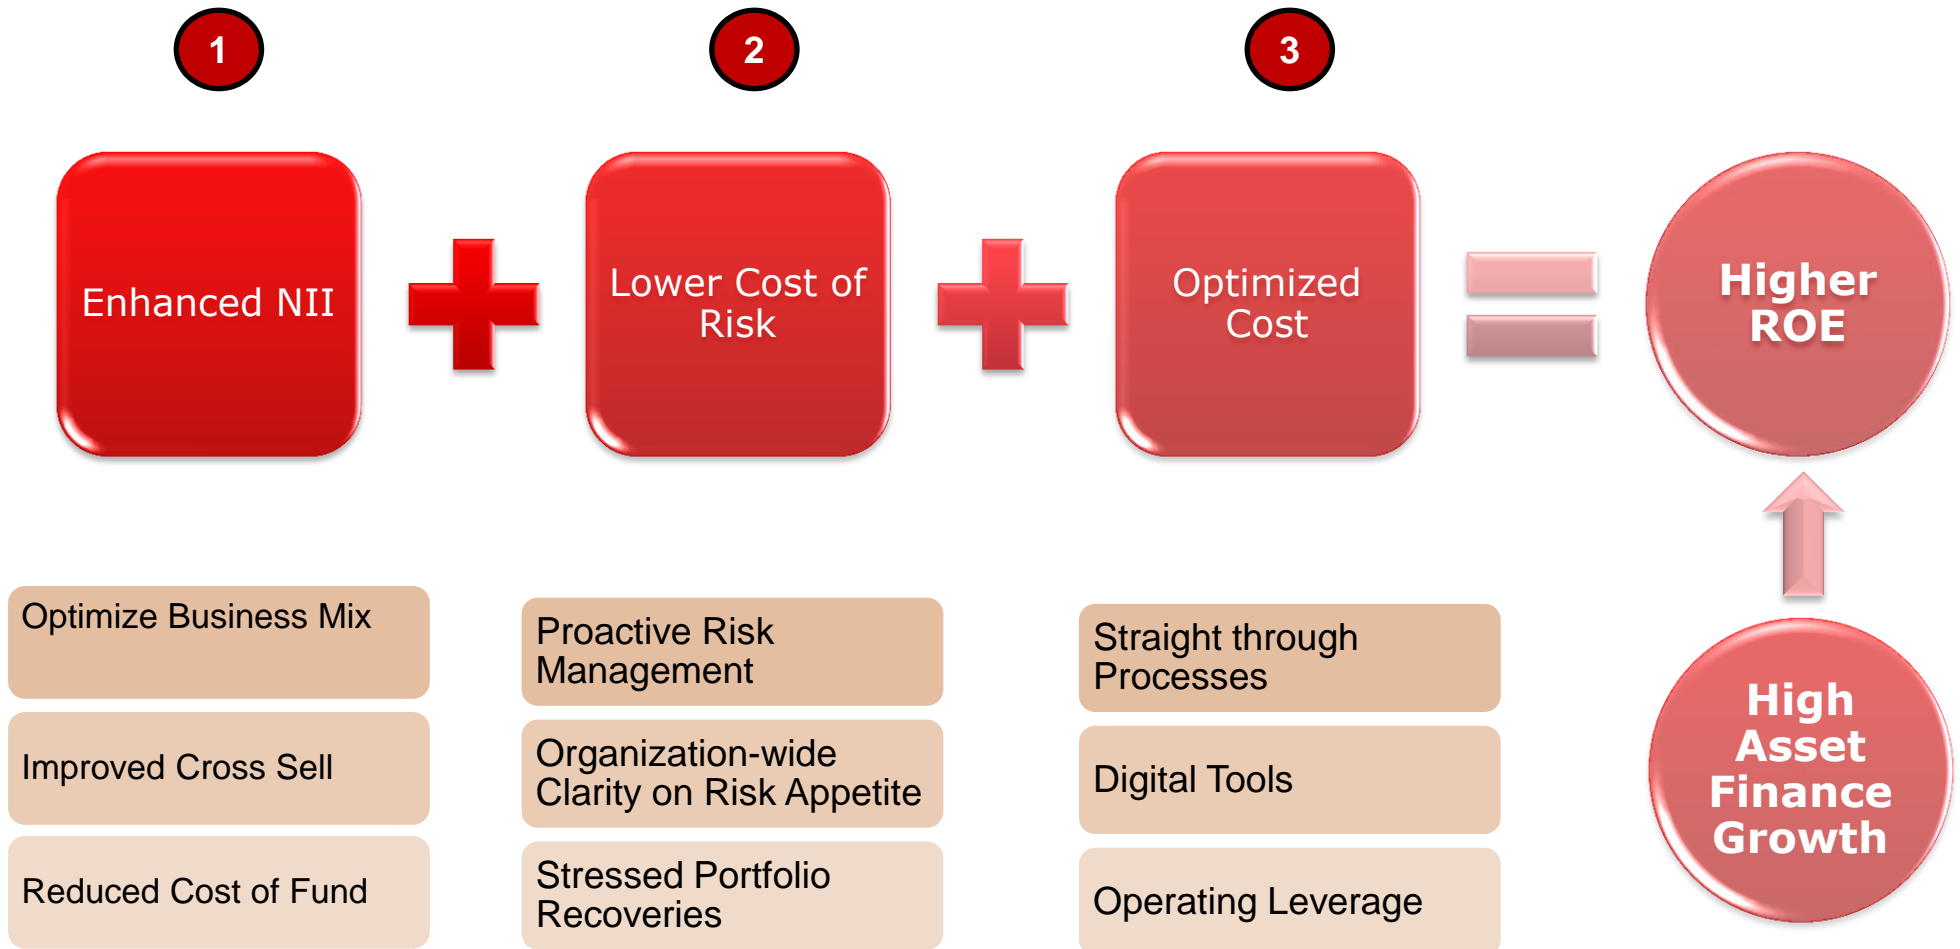 1
2
3
Enhanced NII
Lower Cost of
Risk
Optimized
Cost
Higher
ROE
Optimize Business Mix
Improved Cross Sell
Reduced Cost of Fund
Proactive Risk
Management
Organization-wide
Clarity on Risk Appetite
Stressed Portfolio
Recoveries
Straight through
Processes
Digital Tools
Operating Leverage
High
Asset
Finance
Growth